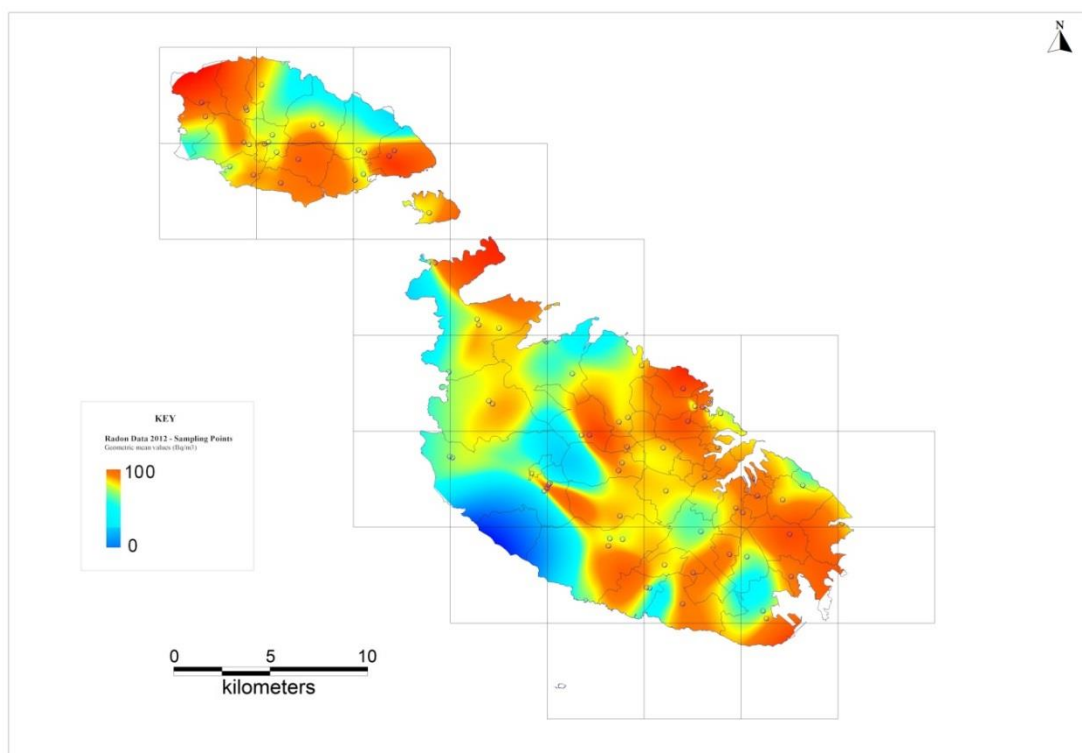 N
KEY
Radon Data 2012 - Sampling Points
Geometric mean values (Bq/m3)
100
0
0 5 10
kilometers